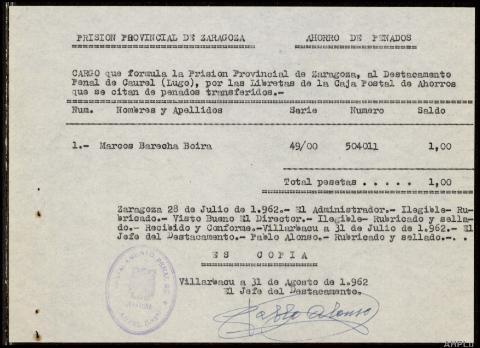 PRISION PROVINCIAL DE ZARAGOZA AHORRO DE PENADOS
CARGO que formula la Prision Provincial de Zaragoza, al Destacamento
Penal de Caurel (Lugo), por las Libretas de la Caja Postal de Ahorros
que se citan de penados transferidos.-
Num. Nombres y Apellidos Serie Numero Saldo
1.- Marcos Barecha Boira 49/00 504011 1,00
Total pesetas . . . . . 1,00
Zaragoza 28 de Julio de 1.962.- El Administrador.- Ilegible- Ru-
bricado.- Visto Bueno El Director.- Ilegible- Rubricado y sella-
do.- Recibido y Conforme.-Villarbacu a 31 de Julio de 1.962.- El
Jefe del Destacamento.- Pablo Alonso.- Rubricado y sellado.-. .
ES COPIA
Villarbacu a 31 de Agosto de 1.962
El Jefe del Destacamento.
Pablo Alonso
AMPLU